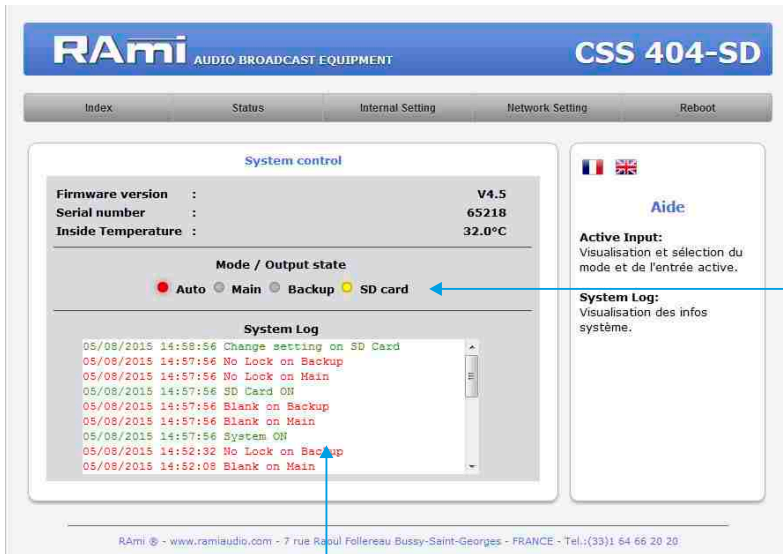 RAmi AUDIO BROADCAST EQUIPMENT CSS 404-SD
Index Status Internal Setting Network Setting Reboot
System control
Firmware version : V4.5
Serial number : 65218
Inside Temperature : 32.0°C
Mode / Output state
Auto Main Backup SD card
System Log
05/08/2015 14:58:56 Change setting on SD Card
05/08/2015 14:57:56 No Lock on Backup
05/08/2015 14:57:56 No Lock on Main
05/08/2015 14:57:56 SD Card ON
05/08/2015 14:57:56 Blank on Backup
05/08/2015 14:57:56 Blank on Main
05/08/2015 14:57:56 System ON
05/08/2015 14:52:32 No Lock on Backup
05/08/2015 14:52:08 Blank on Main
Aide
Active Input:
Visualisation et sélection du
mode et de l'entrée active.
System Log:
Visualisation des infos
système.
RAmi ® - www.ramiaudio.com - 7 rue Raoul Follereau Bussy-Saint-Georges - FRANCE - Tel.:(33)1 64 66 20 20